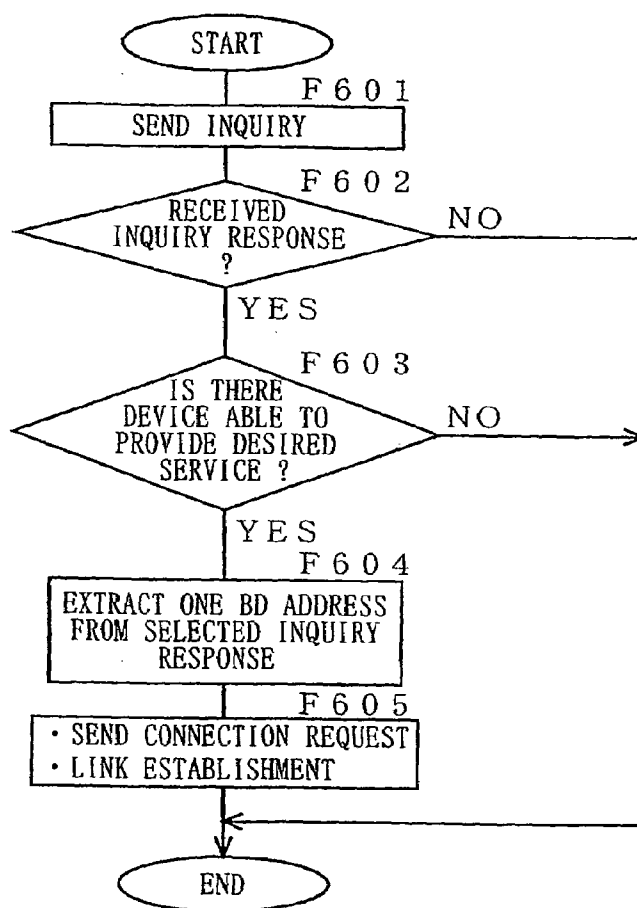 START
F601
SEND INQUIRY
F602
RECEIVED
INQUIRY RESPONSE
?
NO
YES
F603
IS THERE
DEVICE ABLE TO
PROVIDE DESIRED
SERVICE ?
NO
YES
F604
EXTRACT ONE BD ADDRESS
FROM SELECTED INQUIRY
RESPONSE
F605
· SEND CONNECTION REQUEST
· LINK ESTABLISHMENT
END